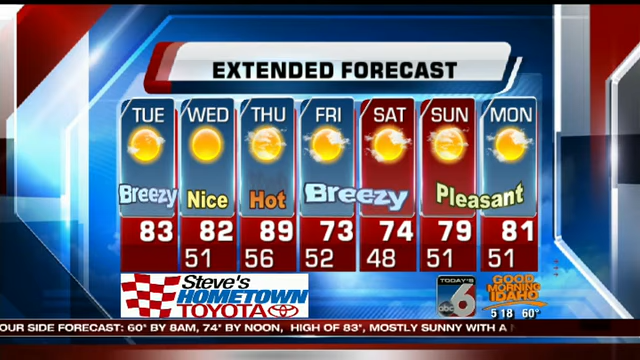 EXTENDED FORECAST
TUE WED THU FRI SAT SUN MON
Breezy Nice Hot Breezy Pleasant
83 82 89 73 74 79 81
51 56 52 48 51 51
Steve's
HOMETOWN
TOYOTA
TODAY'S
abc 6
GOOD
MORNING
IDAHO
5 18 60°
OUR SIDE FORECAST: 60° BY 8AM, 74° BY NOON, HIGH OF 83°, MOSTLY SUNNY WITH A